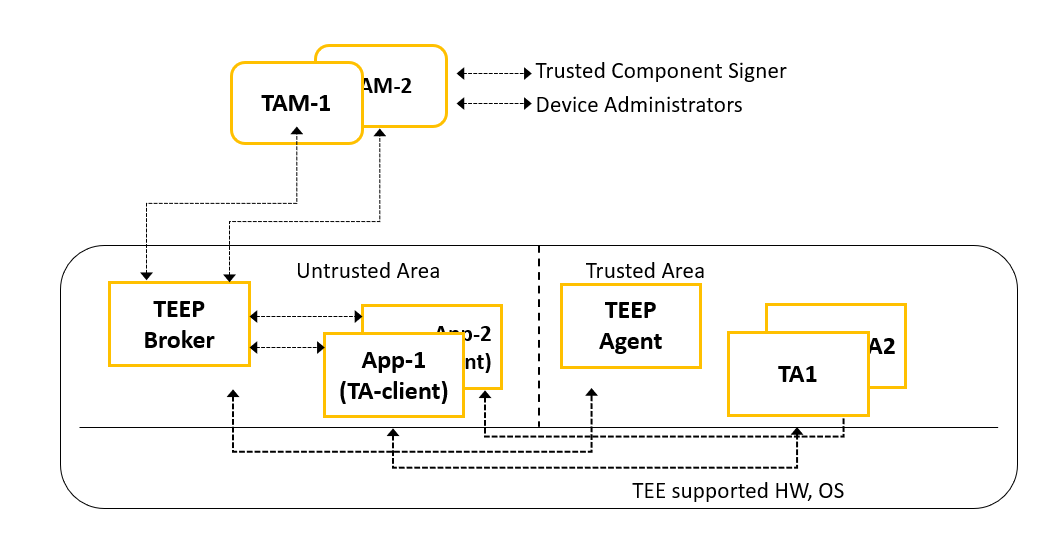 TAM-1
AM-2
Trusted Component Signer
Device Administrators
Untrusted Area
Trusted Area
TEEP
Broker
App-2
nt)
App-1
(TA-client)
TEEP
Agent
A2
TA1
TEE supported HW, OS